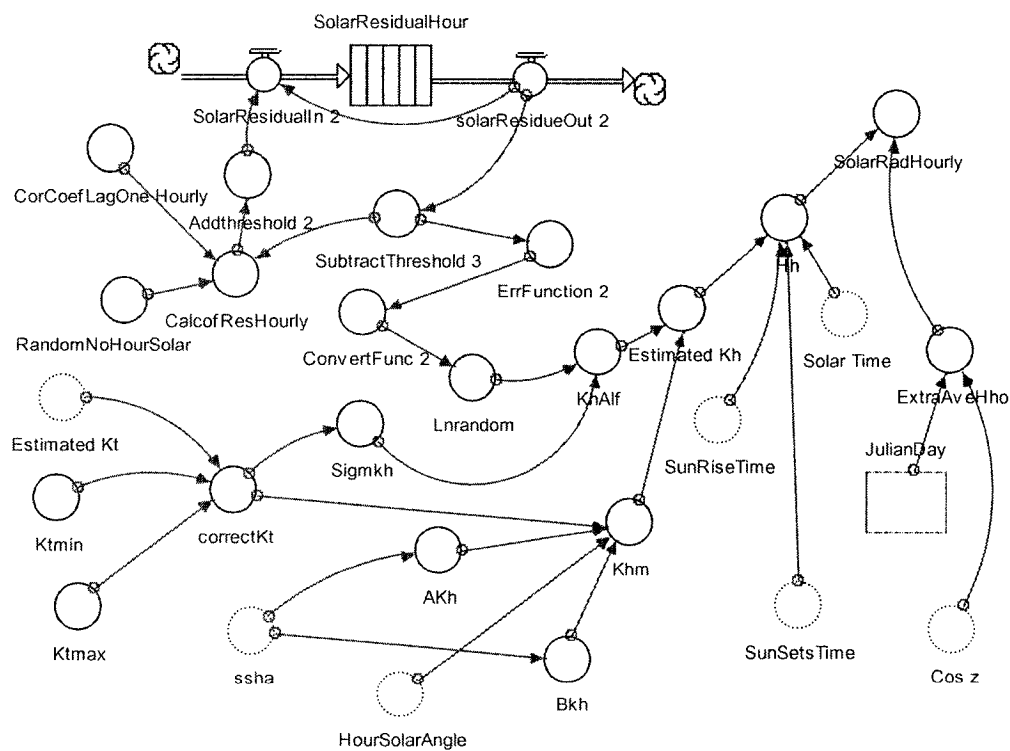 SolarResidualHour
SolarResidualIn 2
solarResidueOut 2
SolarRadHourly
CorCoefLagOne Hourly
Addthreshold 2
SubtractThreshold 3
Hh
ErrFunction 2
CalcofResHourly
RandomNoHourSolar
ConvertFunc 2
Estimated Kh
Solar Time
KhAlf
ExtraAveHho
Lnrandom
Estimated Kt
Sigmkh
SunRiseTime
JulianDay
Ktmin
correctKt
Khm
AKh
Ktmax
ssha
SunSetsTime
Cos z
Bkh
HourSolarAngle